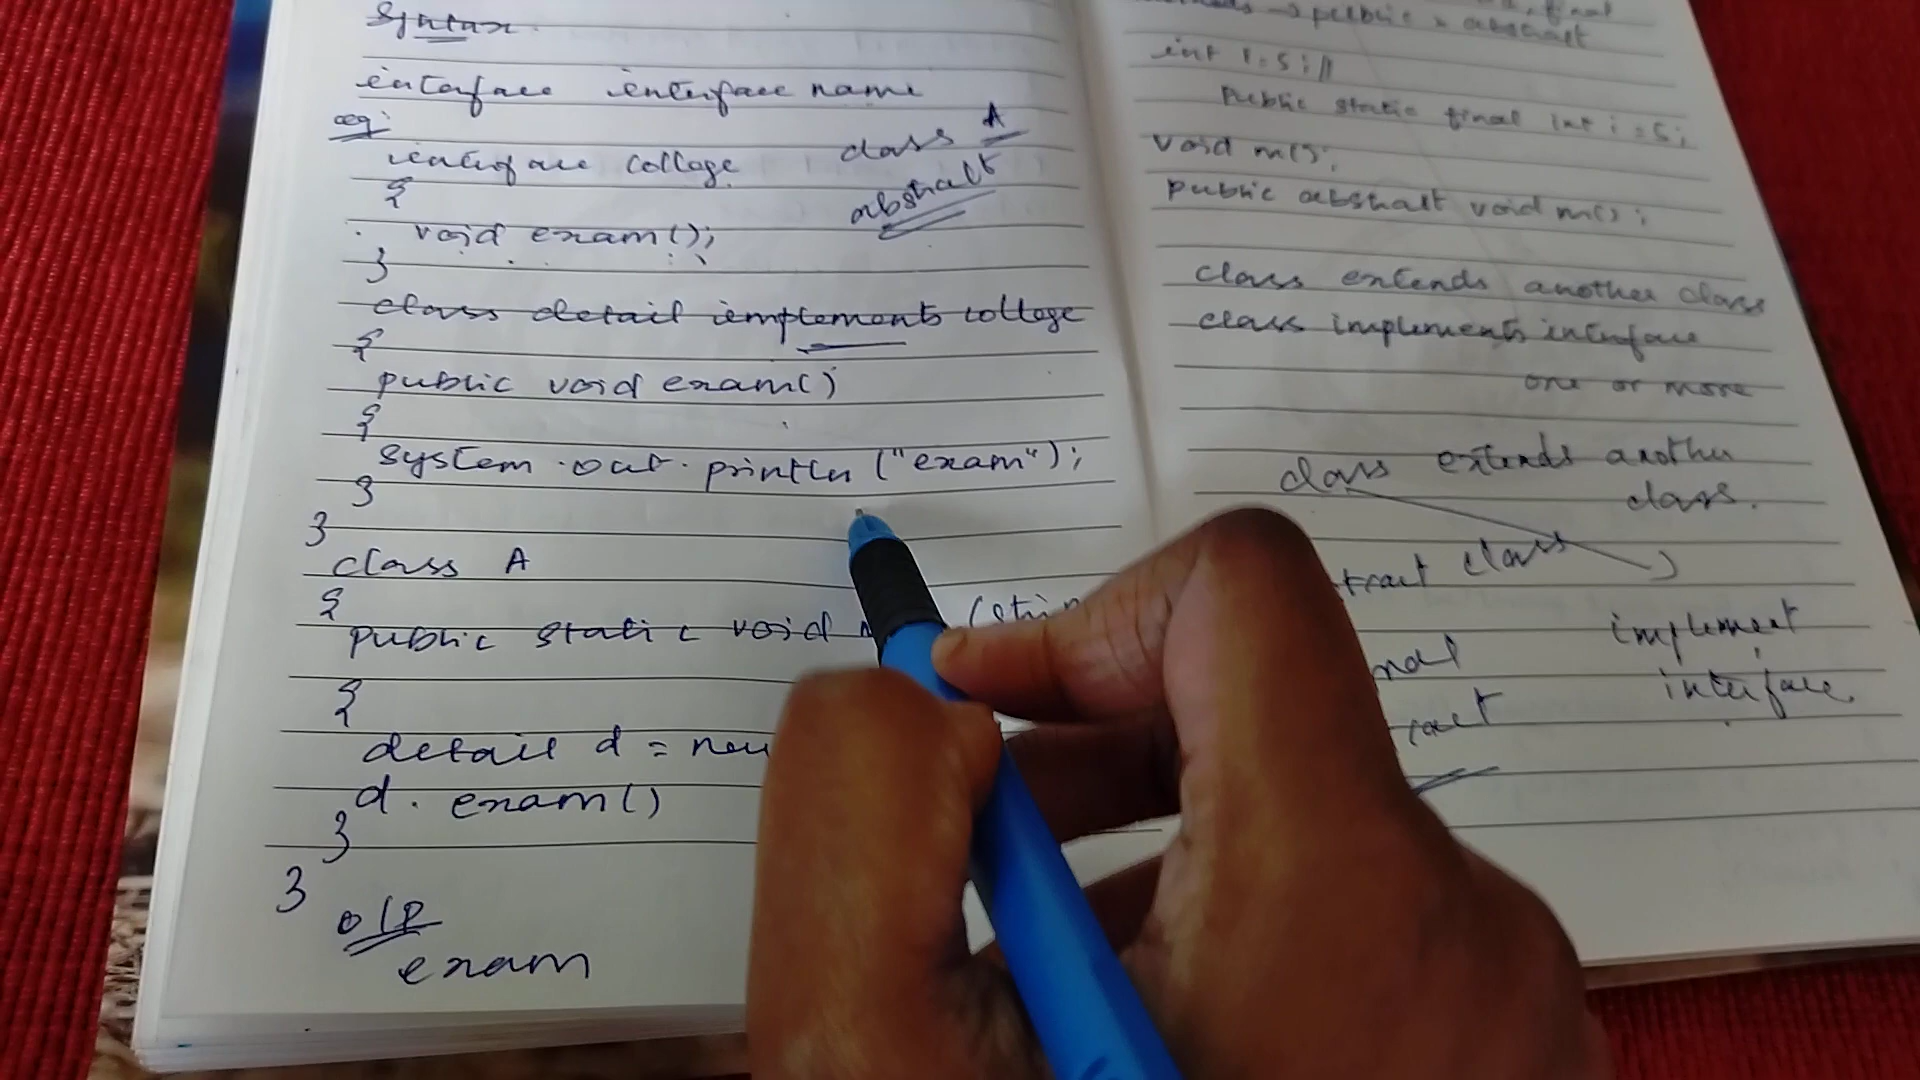 Syntax.
interface interface name
eg:
interface college
class A
abstract
{
void exam();
}
class detail implements college
{
public void exam()
{
system.out.println("exam");
}
}
class A
{
public static void
{
detail d = new
d. exam()
}
}
o/p
exam
→ public, abstract
int i=5; //
public static final int i=5;
void m();
public abstract void m();
class extends another class
class implements interface
one or more
class extends another
class.
class
implement
interface.